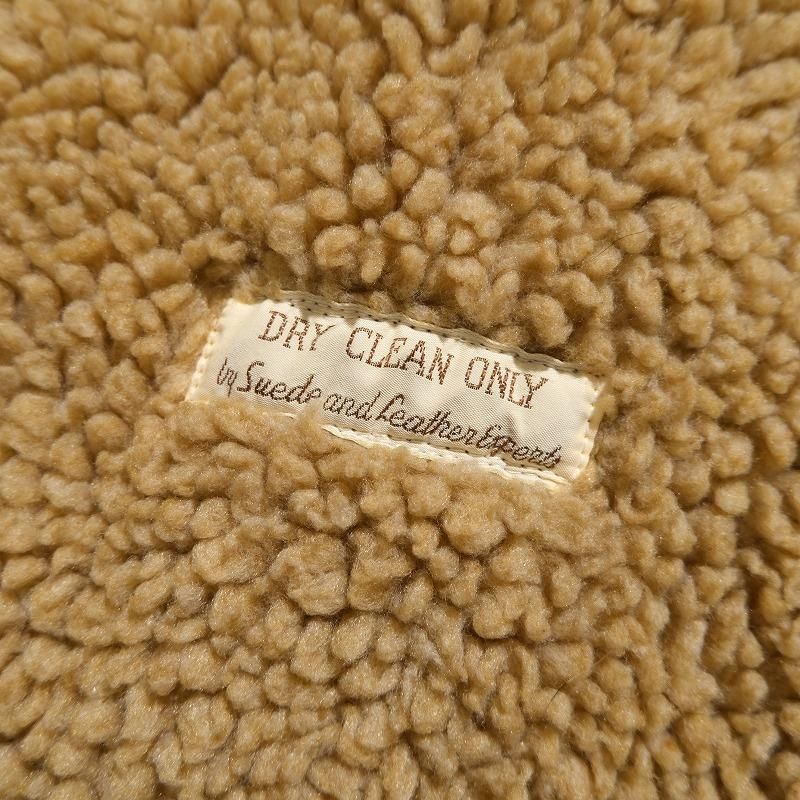 DRY CLEAN ONLY
by Suede and Leather Experts